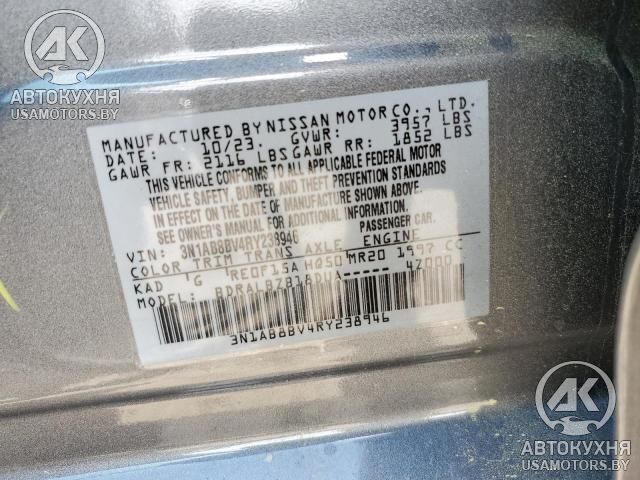 АВТОКУХНЯ
USAMOTORS.BY
MANUFACTURED BY NISSAN MOTOR CO., LTD.
DATE: 10/23. GVWR: 3957 LBS
GAWR FR: 2116 LBS GAWR RR: 1852 LBS
THIS VEHICLE CONFORMS TO ALL APPLICABLE FEDERAL MOTOR
VEHICLE SAFETY, BUMPER AND THEFT PREVENTION STANDARDS
IN EFFECT ON THE DATE OF MANUFACTURE SHOWN ABOVE.
SEE OWNER'S MANUAL FOR ADDITIONAL INFORMATION.
VIN: 3N1AB8BV4RY238946 PASSENGER CAR.
COLOR TRIM TRANS AXLE ENGINE
KAD G RE0F15A HQ50 MR20 1997 CC
MODEL: 4Z000
3N1AB8BV4RY238946
АВТОКУХНЯ
USAMOTORS.BY